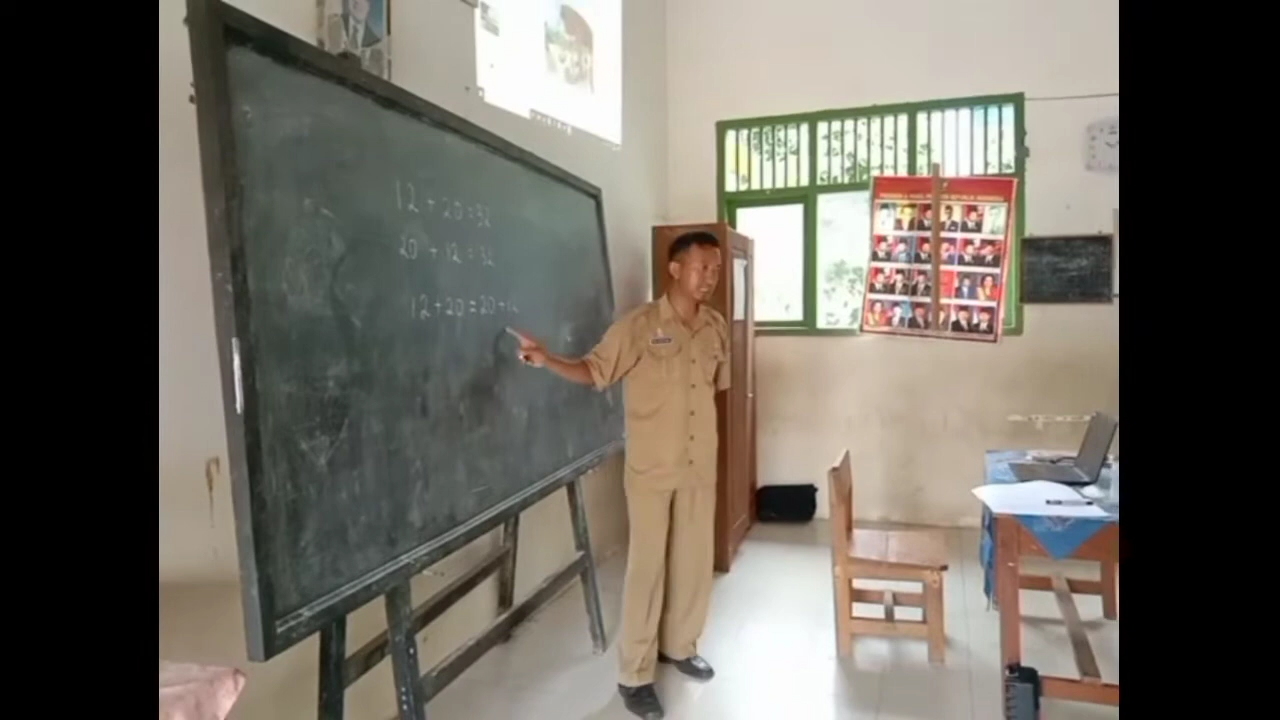 12 + 20 = 32
20 + 12 = 32
12 + 20 = 20 + 12